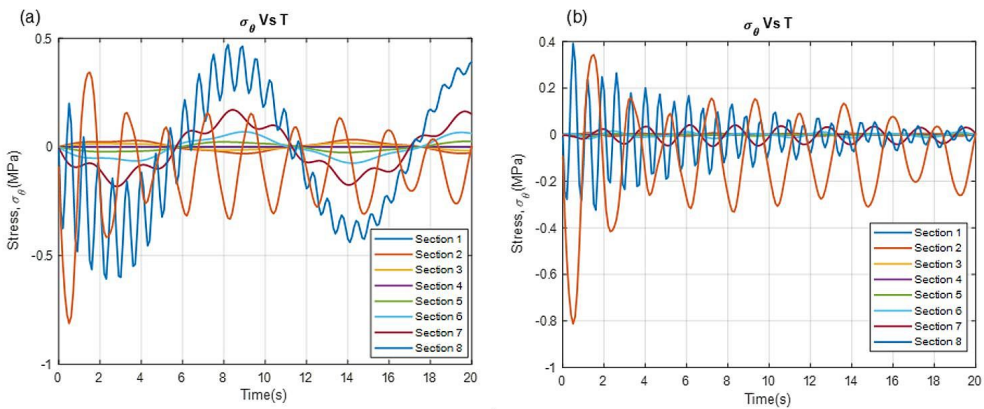 (a)
σθ Vs T
0.5
0
-0.5
-1
Stress, σθ (MPa)
0 2 4 6 8 10 12 14 16 18 20
Time(s)
Section 1
Section 2
Section 3
Section 4
Section 5
Section 6
Section 7
Section 8
(b)
σθ Vs T
0.4
0.2
0
-0.2
-0.4
-0.6
-0.8
-1
Stress, σθ (MPa)
0 2 4 6 8 10 12 14 16 18 20
Time(s)
Section 1
Section 2
Section 3
Section 4
Section 5
Section 6
Section 7
Section 8